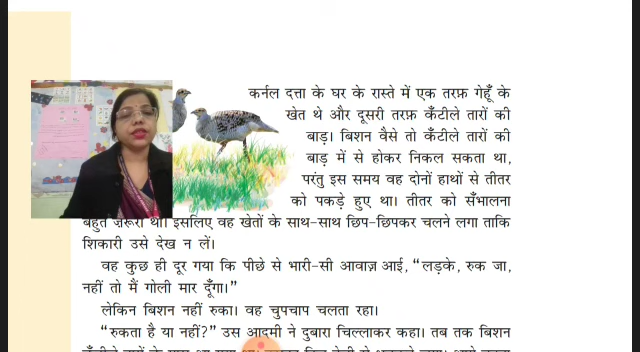 कर्नल दत्ता के घर के रास्ते में एक तरफ़ गेहूँ के
खेत थे और दूसरी तरफ़ कँटीले तारों की
बाड़। बिशन वैसे तो कँटीले तारों की
बाड़ में से होकर निकल सकता था,
परंतु इस समय वह दोनों हाथों से तीतर
को पकड़े हुए था। तीतर को सँभालना
बहुत ज़रूरी था। इसलिए वह खेतों के साथ-साथ छिप-छिपकर चलने लगा ताकि
शिकारी उसे देख न लें।
वह कुछ ही दूर गया कि पीछे से भारी-सी आवाज़ आई, “लड़के, रुक जा,
नहीं तो मैं गोली मार दूँगा।”
लेकिन बिशन नहीं रुका। वह चुपचाप चलता रहा।
“रुकता है या नहीं?” उस आदमी ने दुबारा चिल्लाकर कहा। तब तक बिशन